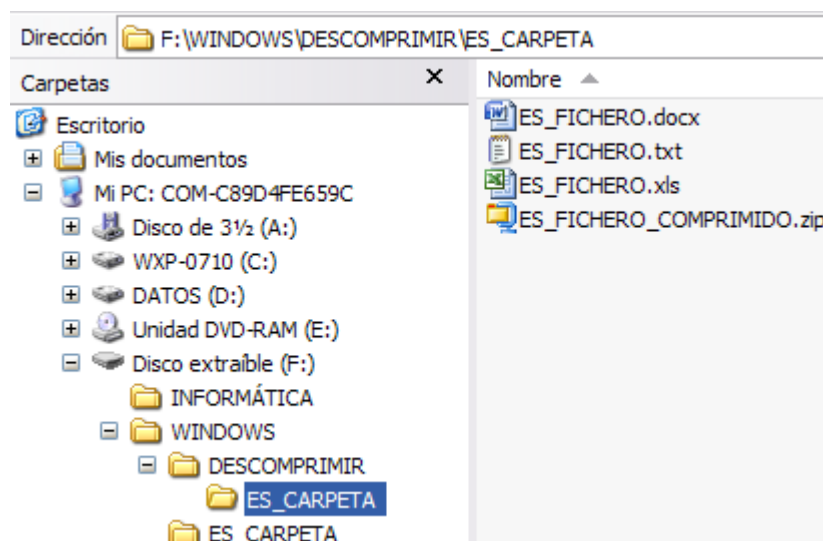 Dirección F:\WINDOWS\DESCOMPRIMIR\ES_CARPETA
Carpetas
Escritorio
Mis documentos
Mi PC: COM-C89D4FE659C
Disco de 3½ (A:)
WXP-0710 (C:)
DATOS (D:)
Unidad DVD-RAM (E:)
Disco extraíble (F:)
INFORMÁTICA
WINDOWS
DESCOMPRIMIR
ES_CARPETA
ES_CARPETA
Nombre
ES_FICHERO.docx
ES_FICHERO.txt
ES_FICHERO.xls
ES_FICHERO_COMPRIMIDO.zip